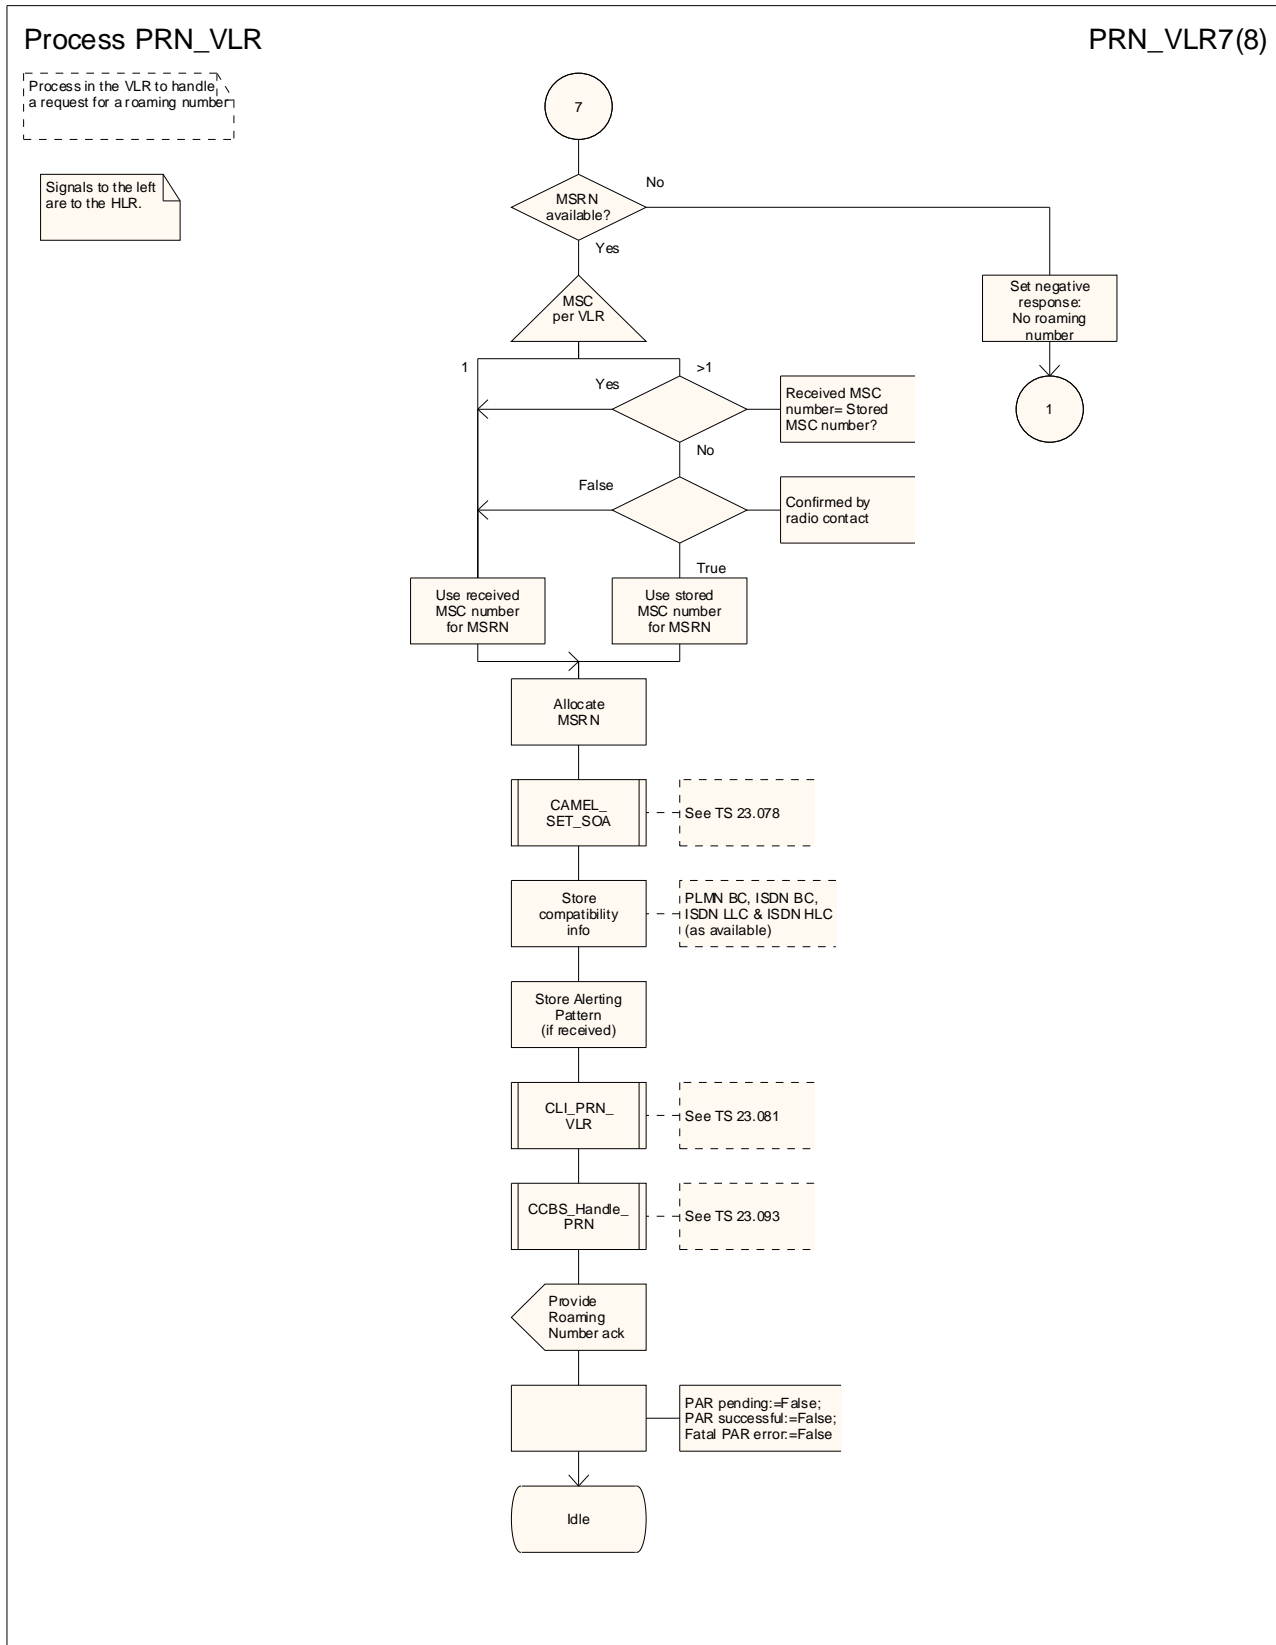 Process PRN_VLR
PRN_VLR7(8)
Process in the VLR to handle
a request for a roaming number
Signals to the left
are to the HLR.
7
MSRN
available?
No
Yes
MSC
per VLR
Set negative
response:
No roaming
number
1
1
>1
Yes
Received MSC
number= Stored
MSC number?
No
False
Confirmed by
radio contact
True
Use received
MSC number
for MSRN
Use stored
MSC number
for MSRN
Allocate
MSRN
CAMEL_
SET_SOA
See TS 23.078
Store
compatibility
info
PLMN BC, ISDN BC,
ISDN LLC & ISDN HLC
(as available)
Store Alerting
Pattern
(if received)
CLI_PRN_
VLR
See TS 23.081
CCBS_Handle_
PRN
See TS 23.093
Provide
Roaming
Number ack
PAR pending:=False;
PAR successful:=False;
Fatal PAR error:=False
Idle